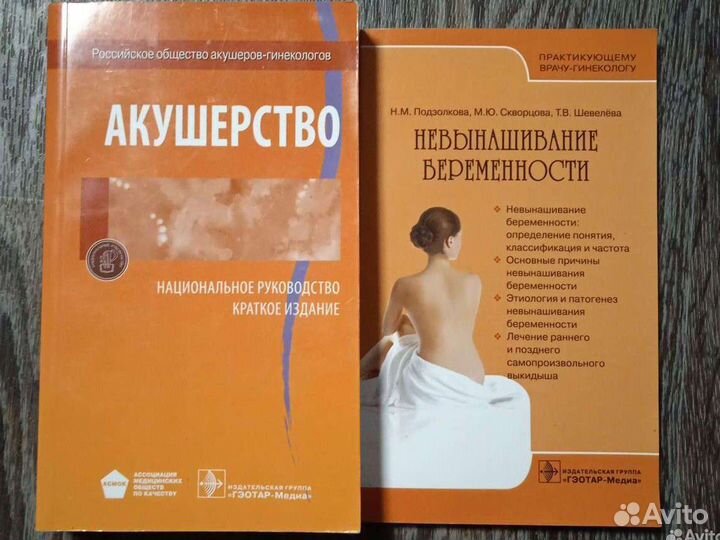 Российское общество акушеров-гинекологов
АКУШЕРСТВО
НАЦИОНАЛЬНОЕ РУКОВОДСТВО
КРАТКОЕ ИЗДАНИЕ
АСМОК
АССОЦИАЦИЯ
МЕДИЦИНСКИХ
ОБЩЕСТВ
ПО КАЧЕСТВУ
ИЗДАТЕЛЬСКАЯ ГРУППА
«ГЭОТАР-Медиа»
ПРАКТИКУЮЩЕМУ
ВРАЧУ-ГИНЕКОЛОГУ
Н.М. Подзолкова, М.Ю. Скворцова, Т.В. Шевелёва
НЕВЫНАШИВАНИЕ
БЕРЕМЕННОСТИ
Невынашивание
беременности:
определение понятия,
классификация и частота
Основные причины
невынашивания
беременности
Этиология и патогенез
невынашивания
беременности
Лечение раннего
и позднего
самопроизвольного
выкидыша
ИЗДАТЕЛЬСКАЯ ГРУППА
«ГЭОТАР-Медиа»
Avito
Avito